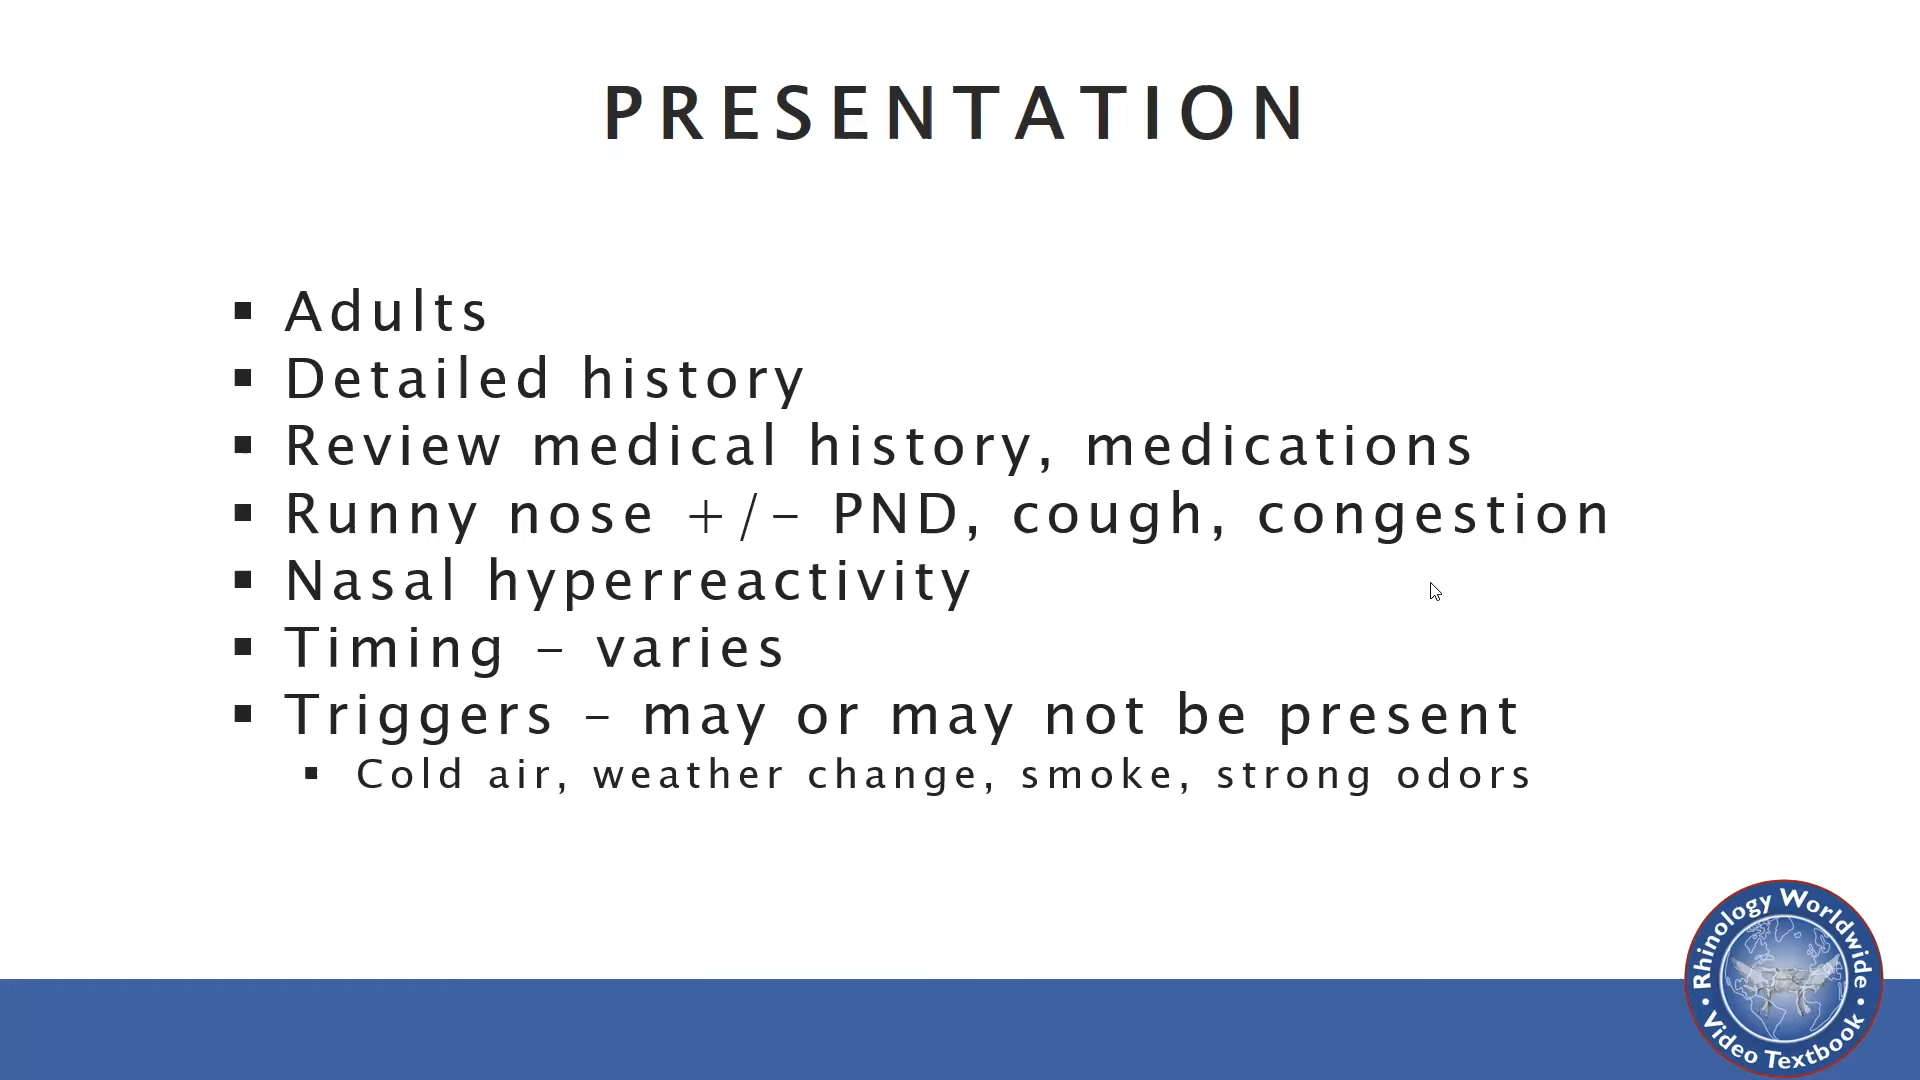 PRESENTATION
▪ Adults
▪ Detailed history
▪ Review medical history, medications
▪ Runny nose +/– PND, cough, congestion
▪ Nasal hyperreactivity
▪ Timing – varies
▪ Triggers – may or may not be present
▪ Cold air, weather change, smoke, strong odors
Rhinology Worldwide
• Video Textbook •